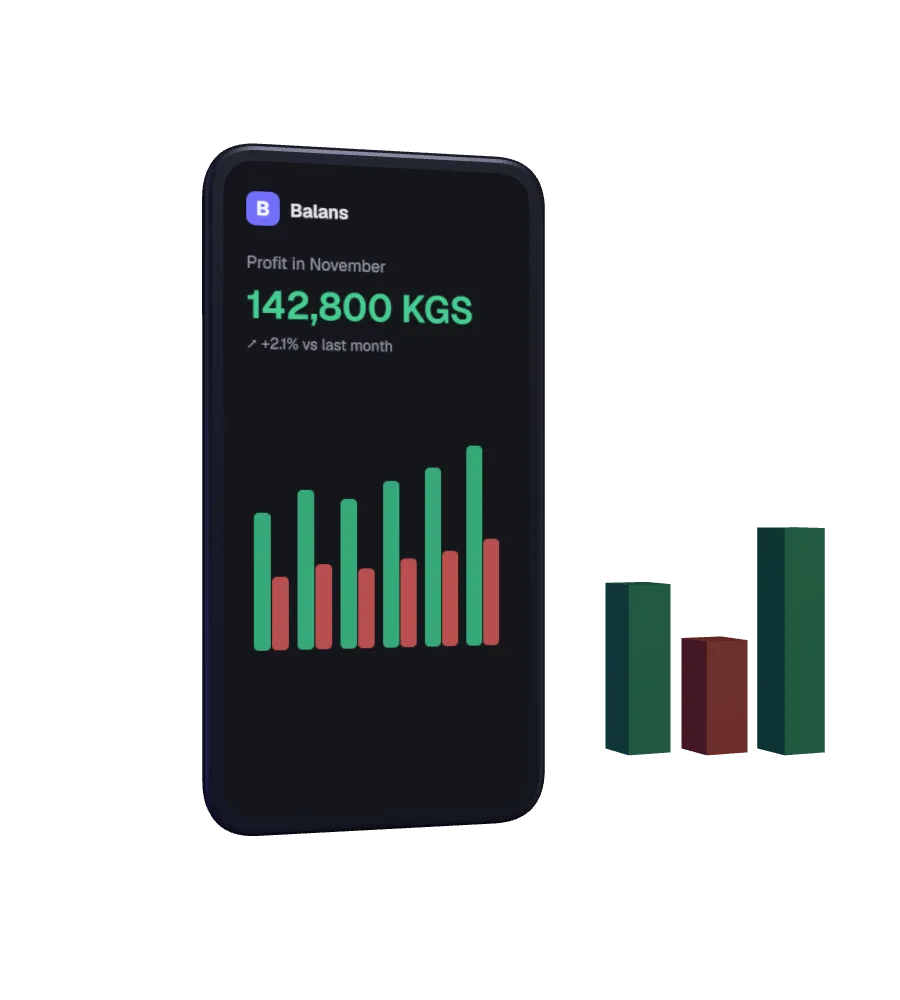 B Balans
Profit in November
142,800 KGS
↗ +2.1% vs last month